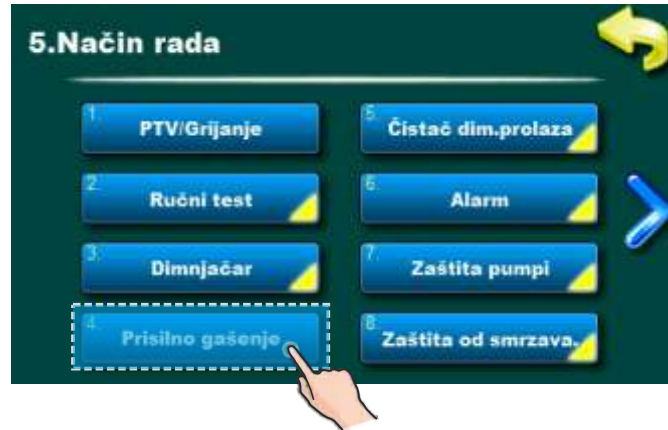 5.Način rada
1. PTV/Grijanje
2. Ručni test
3. Dimnjačar
4. Prisilno gašenje
5. Čistač dim.prolaza
6. Alarm
7. Zaštita pumpi
8. Zaštita od smrzava.